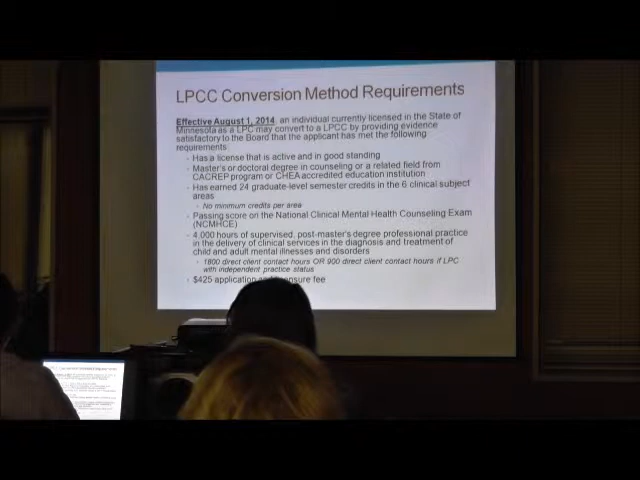 LPCC Conversion Method Requirements
Effective August 1, 2014, an individual currently licensed in the State of
Minnesota as a LPC may convert to a LPCC by providing evidence
satisfactory to the Board that the applicant has met the following
requirements:
- Has a license that is active and in good standing
- Master's or doctoral degree in counseling or a related field from
CACREP program or CHEA accredited education institution
- Has earned 24 graduate-level semester credits in the 6 clinical subject
areas
- No minimum credits per area
- Passing score on the National Clinical Mental Health Counseling Exam
(NCMHCE)
- 4,000 hours of supervised, post-master's degree professional practice
in the delivery of clinical services in the diagnosis and treatment of
child and adult mental illnesses and disorders
- 1800 direct client contact hours OR 900 direct client contact hours if LPC
with independent practice status
- $425 application fee